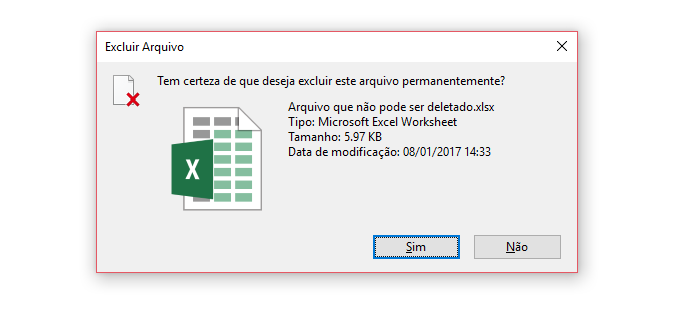 Excluir Arquivo
Tem certeza de que deseja excluir este arquivo permanentemente?
Arquivo que não pode ser deletado.xlsx
Tipo: Microsoft Excel Worksheet
Tamanho: 5.97 KB
Data de modificação: 08/01/2017 14:33
X
Sim
Não